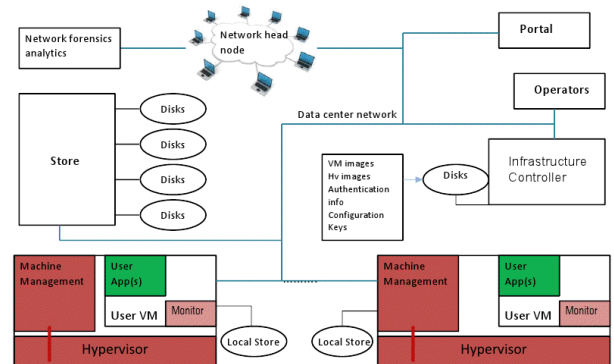 Network forensics
analytics
Network head
node
Portal
Operators
Data center network
Store
Disks
Disks
Disks
Disks
VM images
Hv images
Authentication
info
Configuration
Keys
Disks
Infrastructure
Controller
Machine
Management
User
App(s)
User VM
Monitor
Hypervisor
Local Store
.........
Local Store
Machine
Management
User
App(s)
User VM
Monitor
Hypervisor